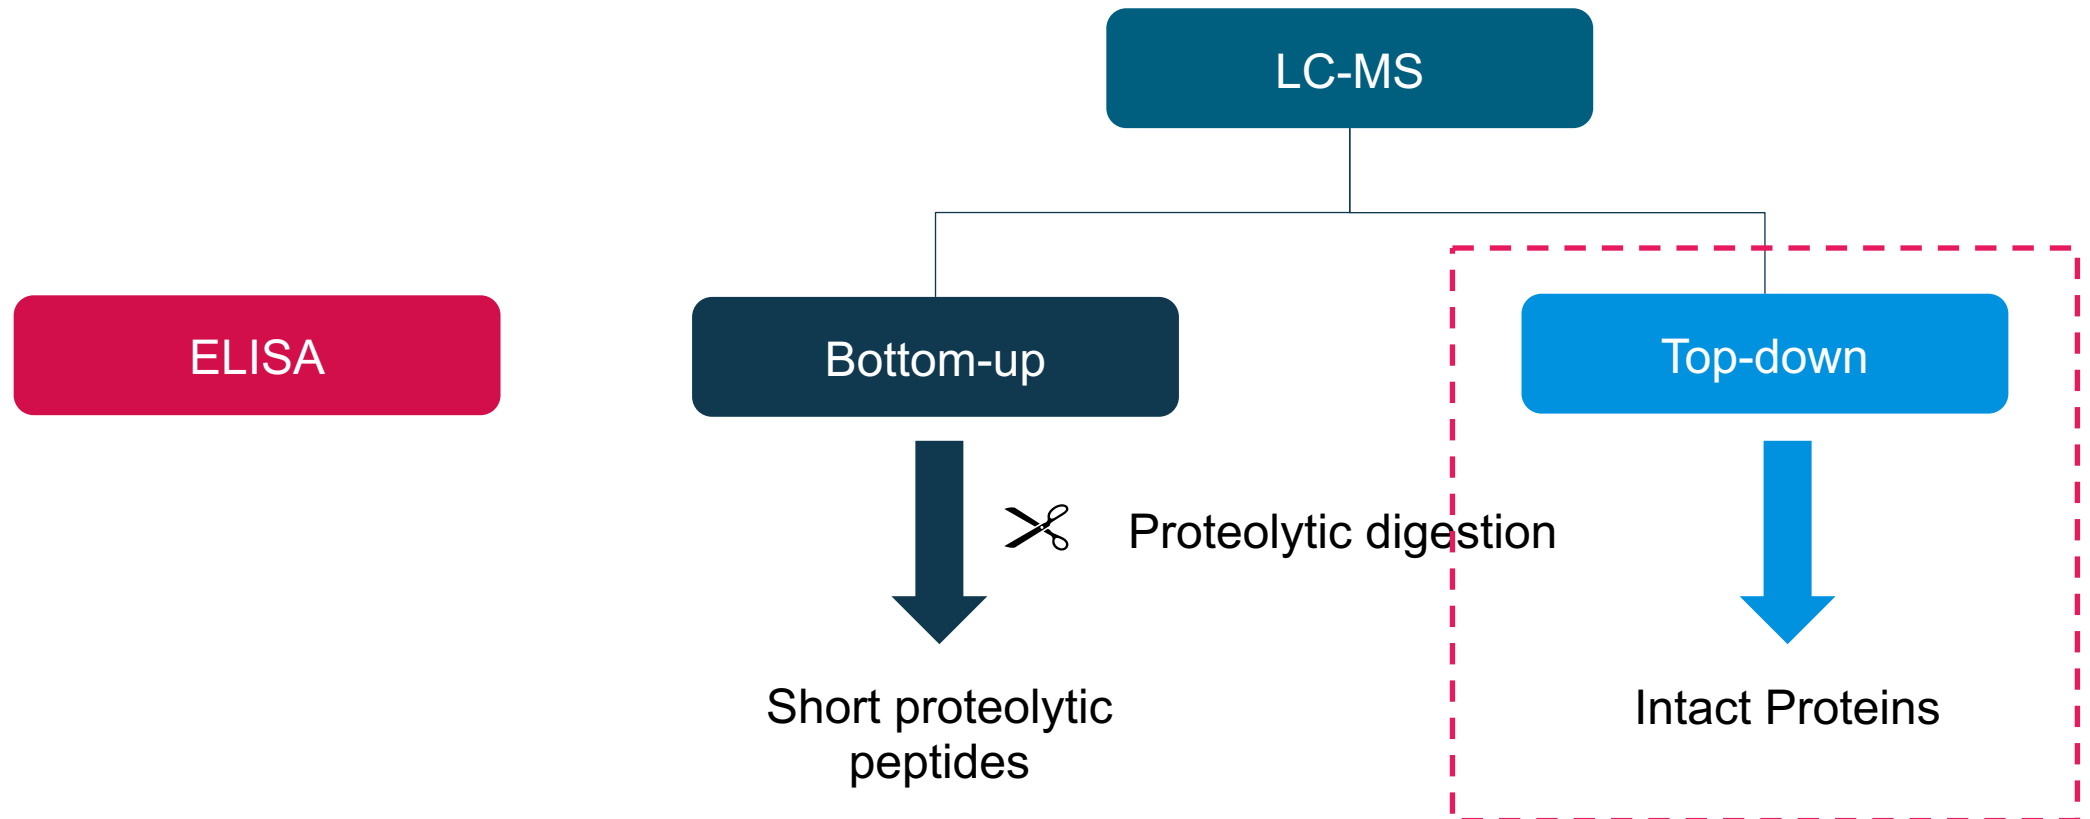 LC-MS
ELISA
Bottom-up
Top-down
Proteolytic digestion
Short proteolytic
peptides
Intact Proteins